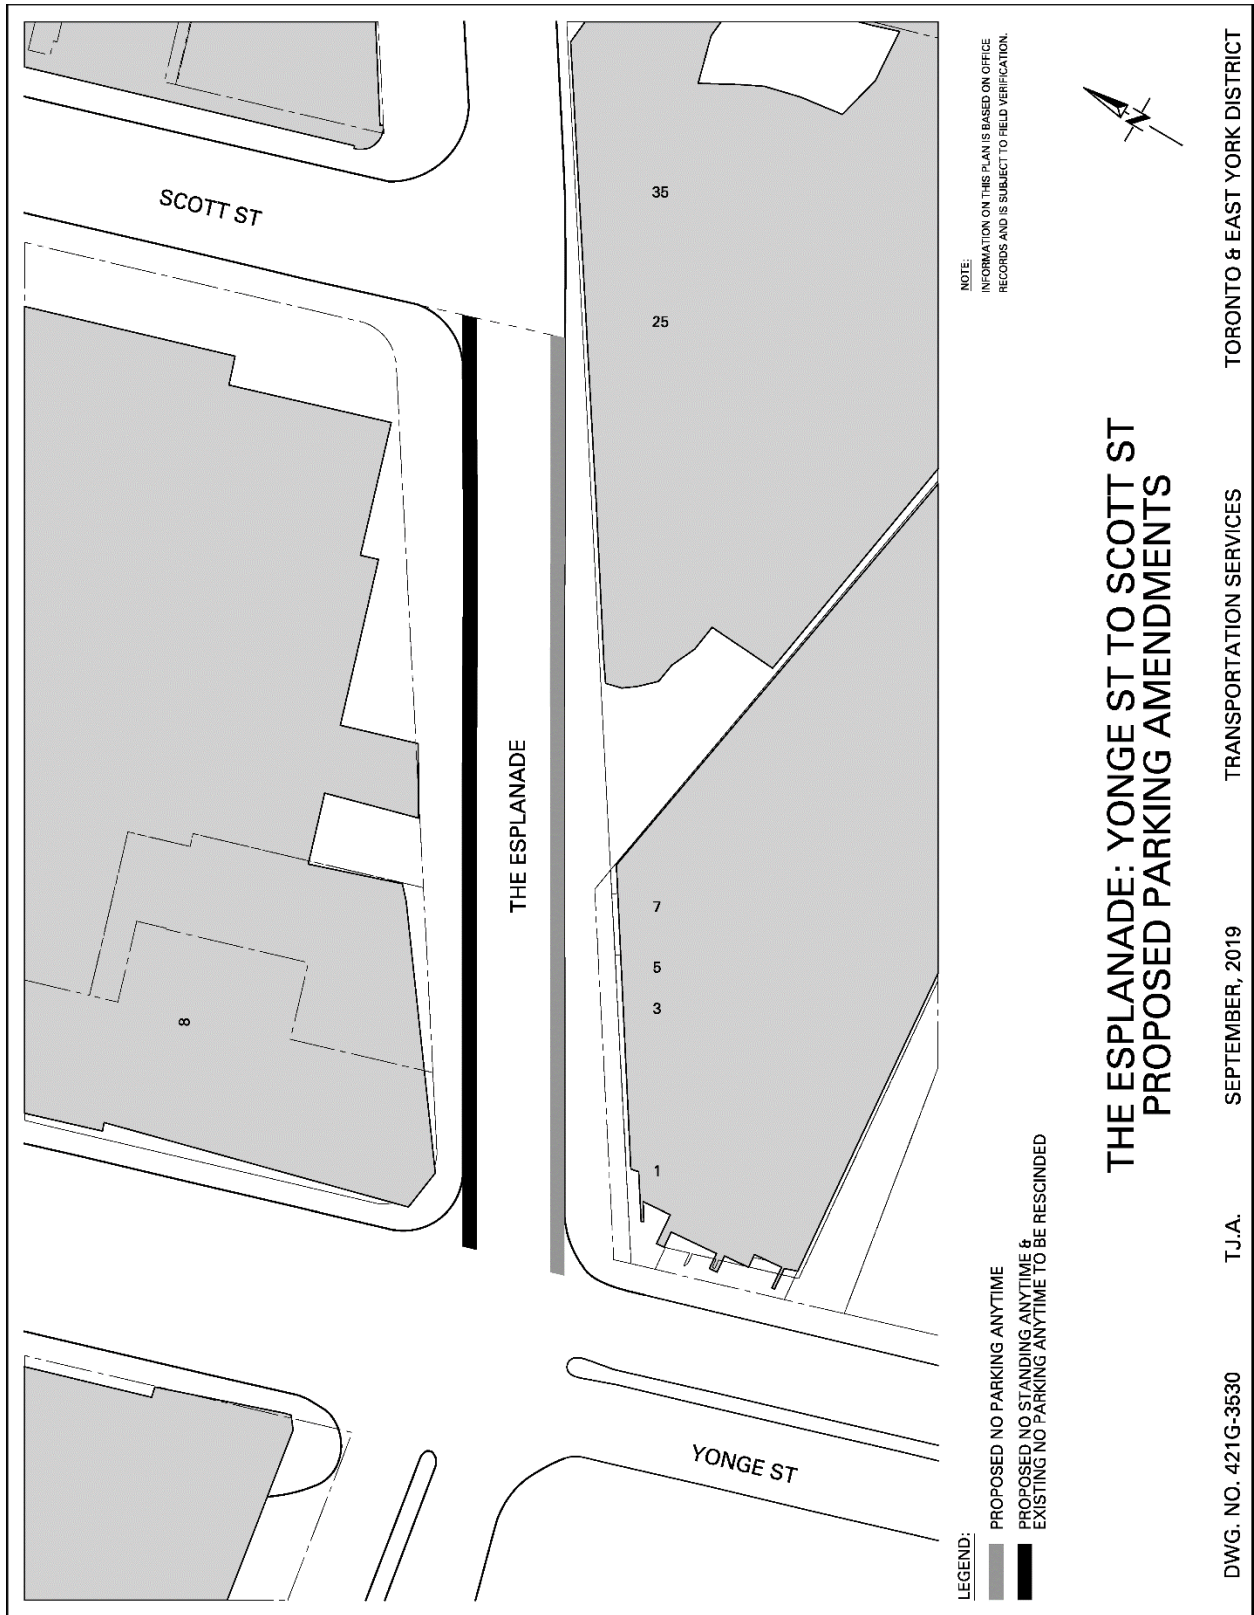 SCOTT ST
35
25
THE ESPLANADE
7
5
3
1
8
YONGE ST
N
NOTE:
INFORMATION ON THIS PLAN IS BASED ON OFFICE
RECORDS AND IS SUBJECT TO FIELD VERIFICATION.
LEGEND:
PROPOSED NO PARKING ANYTIME
PROPOSED NO STANDING ANYTIME &
EXISTING NO PARKING ANYTIME TO BE RESCINDED
THE ESPLANADE: YONGE ST TO SCOTT ST
PROPOSED PARKING AMENDMENTS
DWG. NO. 421G-3530 T.J.A. SEPTEMBER, 2019 TRANSPORTATION SERVICES TORONTO & EAST YORK DISTRICT